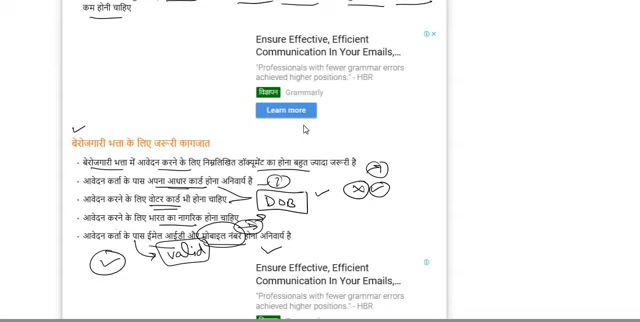 कम होनी चाहिए
Ensure Effective, Efficient
Communication In Your Emails,...
"Professionals with fewer grammar errors
achieved higher positions." - HBR
विज्ञापन Grammarly
Learn more
बेरोजगारी भत्ता के लिए जरूरी कागजात
बेरोजगारी भत्ता में आवेदन करने के लिए निम्नलिखित डॉक्यूमेंट का होना बहुत ज्यादा जरूरी है
आवेदन कर्ता के पास अपना आधार कार्ड होना अनिवार्य है
आवेदन करने के लिए वोटर कार्ड भी होना चाहिए
DOB
आवेदन करने के लिए भारत का नागरिक होना चाहिए
आवेदन कर्ता के पास ईमेल आईडी और मोबाइल नंबर होना अनिवार्य है
valid
Ensure Effective, Efficient
Communication In Your Emails,...
"Professionals with fewer grammar errors
achieved higher positions." - HBR